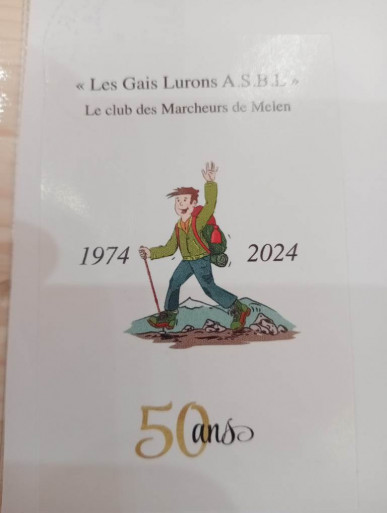 « Les Gais Lurons A.S.B.L »
Le club des Marcheurs de Melen
1974 2024
50 ans